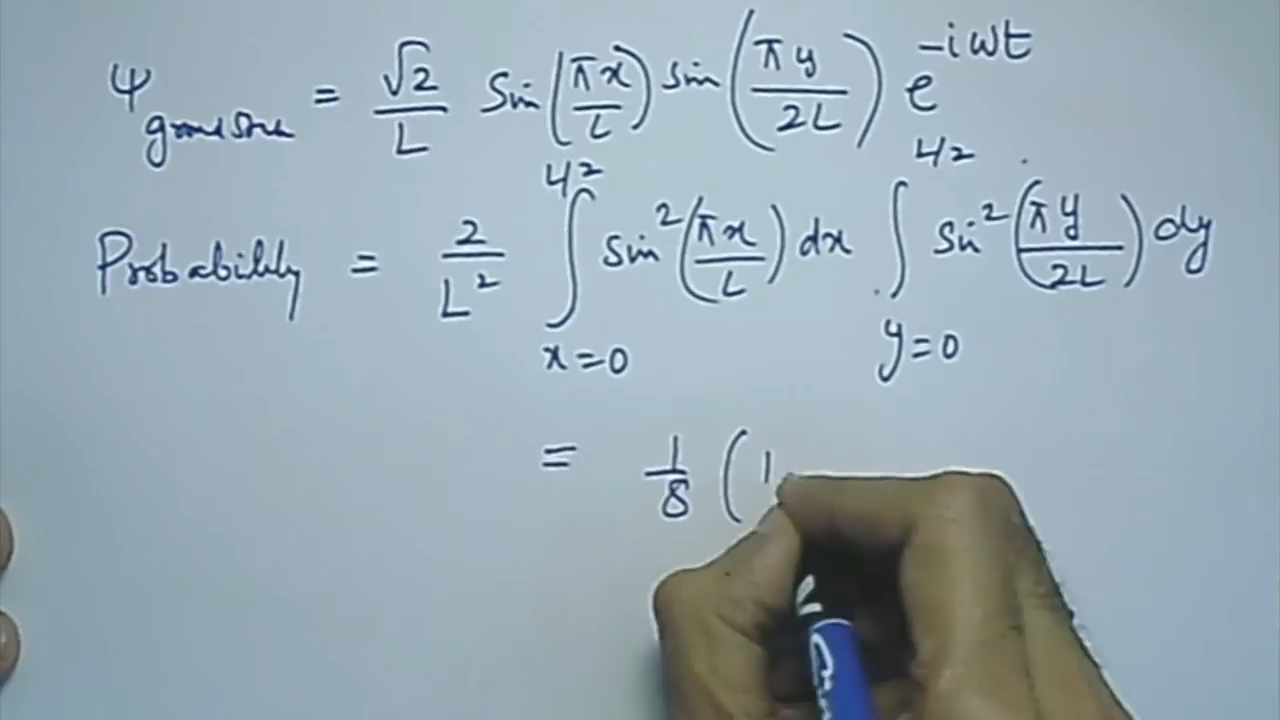 Ψ ground state = √2/L Sin(πx/L) sin(πy/2L) e^-iωt
Probability = 2/L² ∫_{x=0}^{L/2} sin²(πx/L) dx ∫_{y=0}^{L/2} sin²(πy/2L) dy
= 1/8 (1